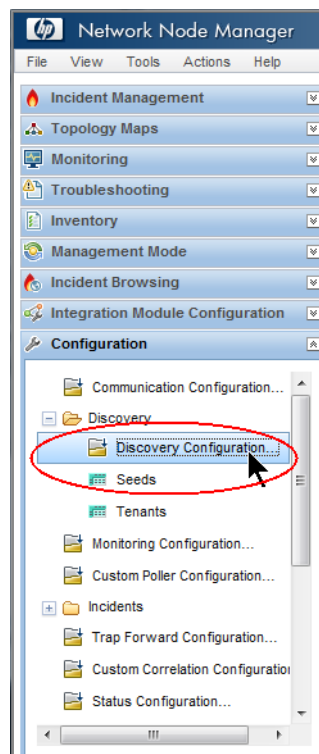 hp Network Node Manager
File View Tools Actions Help
Incident Management
Topology Maps
Monitoring
Troubleshooting
Inventory
Management Mode
Incident Browsing
Integration Module Configuration
Configuration
Communication Configuration...
Discovery
Discovery Configuration...
Seeds
Tenants
Monitoring Configuration...
Custom Poller Configuration...
Incidents
Trap Forward Configuration...
Custom Correlation Configuration
Status Configuration...